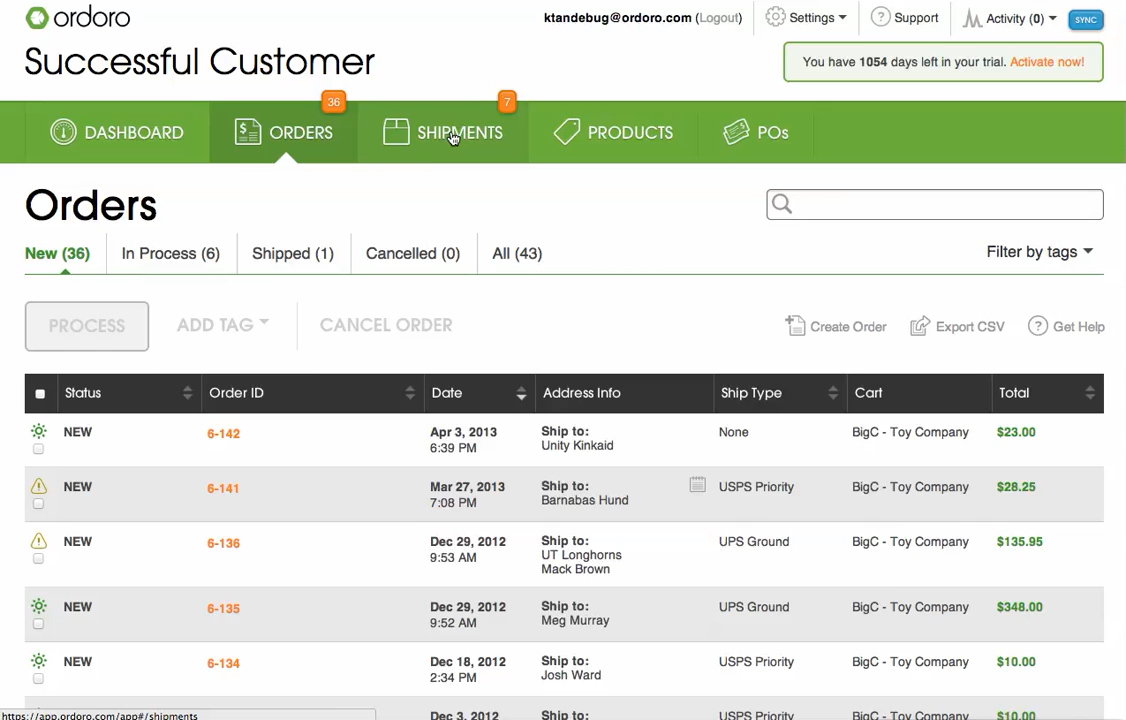 ordoro
ktandebug@ordoro.com (Logout)
Settings
Support
Activity (0)
SYNC
Successful Customer
You have 1054 days left in your trial. Activate now!
DASHBOARD
ORDERS
36
SHIPMENTS
7
PRODUCTS
POs
Orders
New (36)
In Process (6)
Shipped (1)
Cancelled (0)
All (43)
Filter by tags
PROCESS
ADD TAG
CANCEL ORDER
Create Order
Export CSV
Get Help
Status Order ID Date Address Info Ship Type Cart Total
NEW 6-142 Apr 3, 2013 Ship to: None BigC - Toy Company $23.00
6:39 PM Unity Kinkaid
NEW 6-141 Mar 27, 2013 Ship to: USPS Priority BigC - Toy Company $28.25
7:08 PM Barnabas Hund
NEW 6-136 Dec 29, 2012 Ship to: UPS Ground BigC - Toy Company $135.95
9:53 AM UT Longhorns
Mack Brown
NEW 6-135 Dec 29, 2012 Ship to: UPS Ground BigC - Toy Company $348.00
9:52 AM Meg Murray
NEW 6-134 Dec 18, 2012 Ship to: USPS Priority BigC - Toy Company $10.00
2:34 PM Josh Ward
Dec 3, 2012 Ship to: USPS Priority BigC - Toy Company $10.00
https://app.ordoro.com/app#/shipments